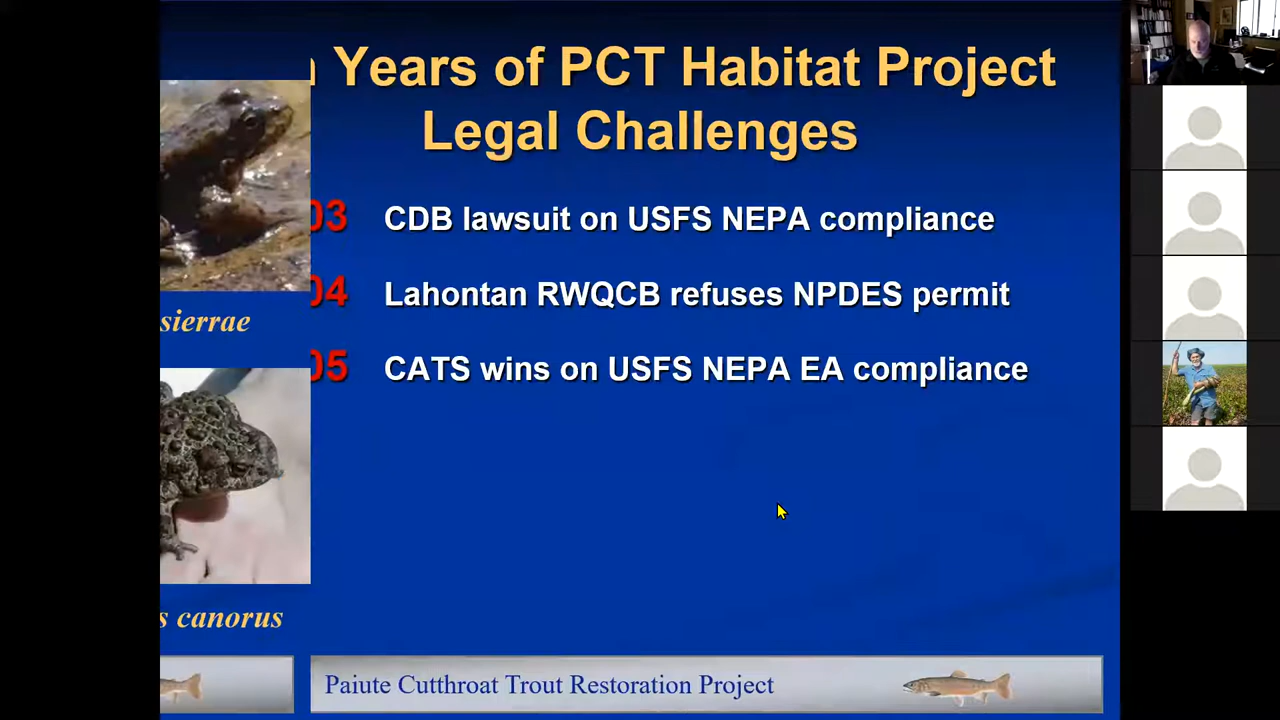 Years of PCT Habitat Project
Legal Challenges
03 CDB lawsuit on USFS NEPA compliance
04 Lahontan RWQCB refuses NPDES permit
05 CATS wins on USFS NEPA EA compliance
sierrae
s canorus
Paiute Cutthroat Trout Restoration Project